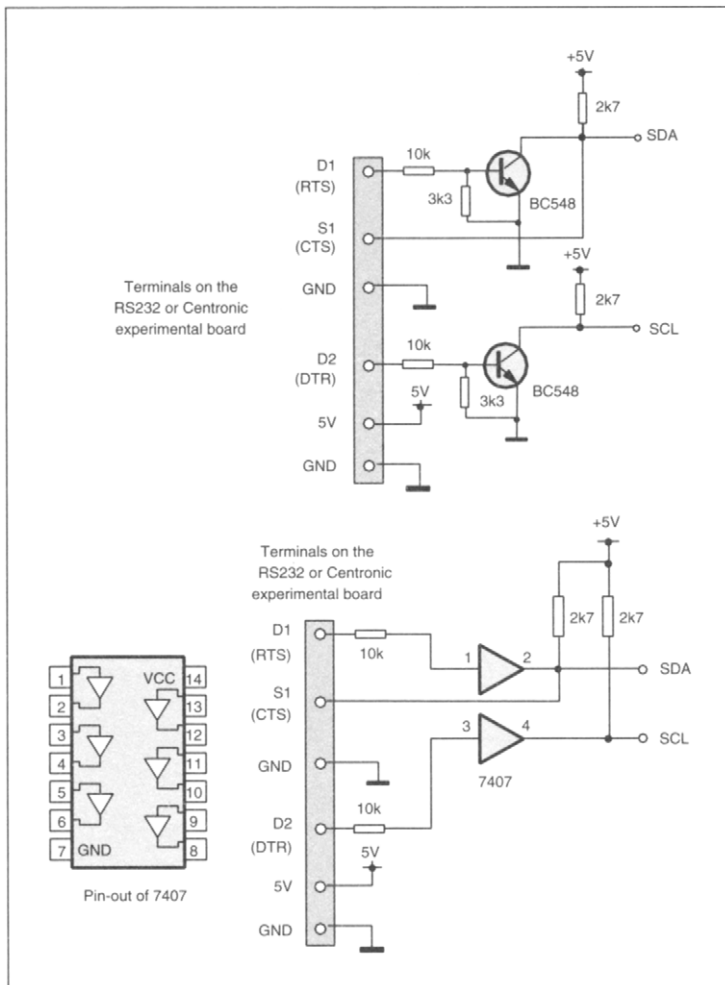 +5V
2k7
SDA
D1
(RTS)
10k
3k3
BC548
S1
(CTS)
+5V
2k7
GND
SCL
Terminals on the
RS232 or Centronic
experimental board
D2
(DTR)
10k
3k3
BC548
5V
5V
GND
+5V
Terminals on the
RS232 or Centronic
experimental board
2k7
2k7
D1
(RTS)
10k
1
2
SDA
S1
(CTS)
3
4
SCL
7407
GND
D2
(DTR)
10k
5V
5V
GND
1
VCC
14
2
13
3
12
4
11
5
10
6
9
7
GND
8
Pin-out of 7407